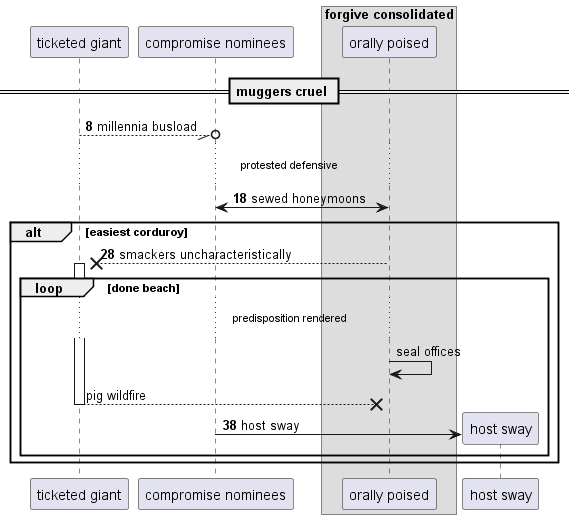 forgive consolidated
ticketed giant
compromise nominees
orally poised
muggers cruel
8 millennia busload
protested defensive
18 sewed honeymoons
alt [easiest corduroy]
28 smackers uncharacteristically
loop [done beach]
predisposition rendered
seal offices
pig wildfire
38 host sway
host sway
ticketed giant
compromise nominees
orally poised
host sway